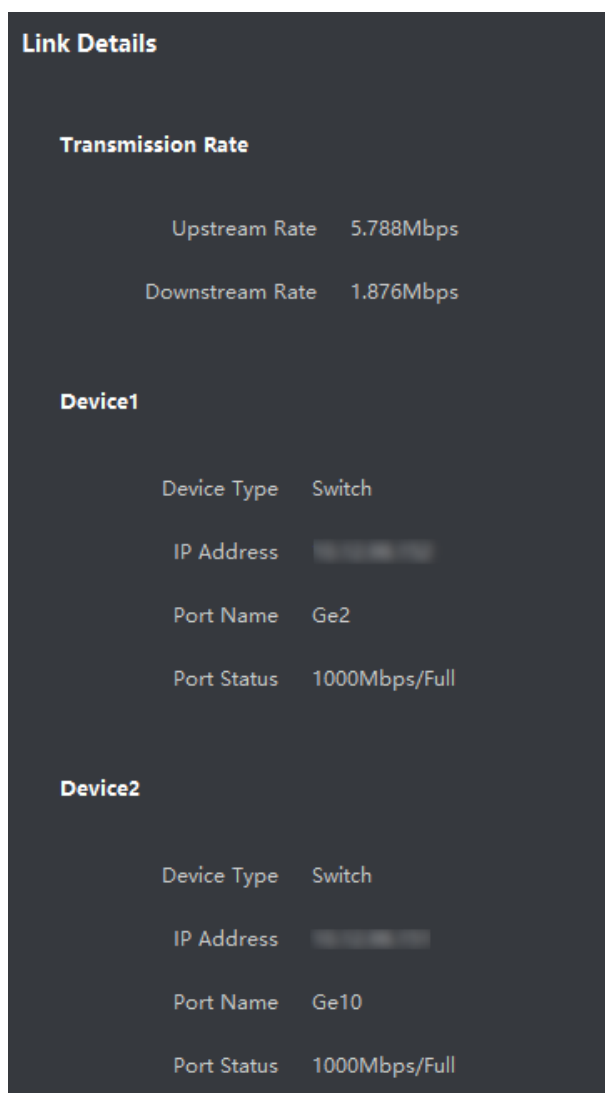 Link Details
Transmission Rate
Upstream Rate 5.788Mbps
Downstream Rate 1.876Mbps
Device1
Device Type Switch
IP Address
Port Name Ge2
Port Status 1000Mbps/Full
Device2
Device Type Switch
IP Address
Port Name Ge10
Port Status 1000Mbps/Full